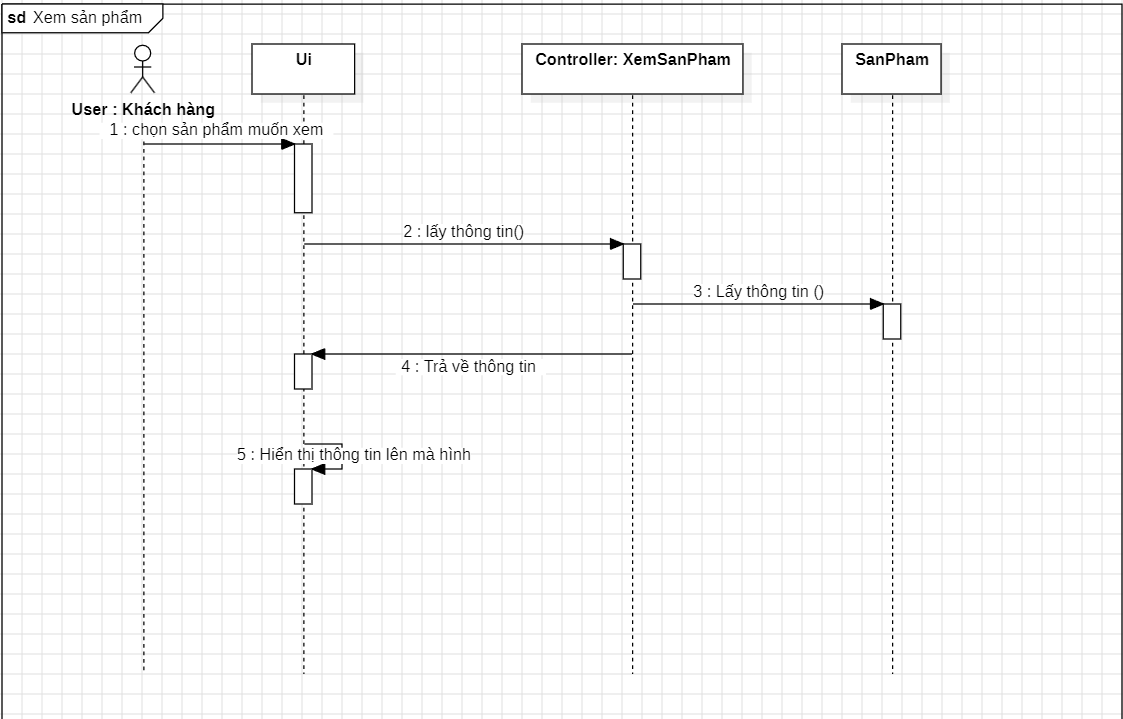 sd Xem sản phẩm
Ui
Controller: XemSanPham
SanPham
User : Khách hàng
1 : chọn sản phẩm muốn xem
2 : lấy thông tin()
3 : Lấy thông tin ()
4 : Trả về thông tin
5 : Hiển thị thông tin lên mà hình